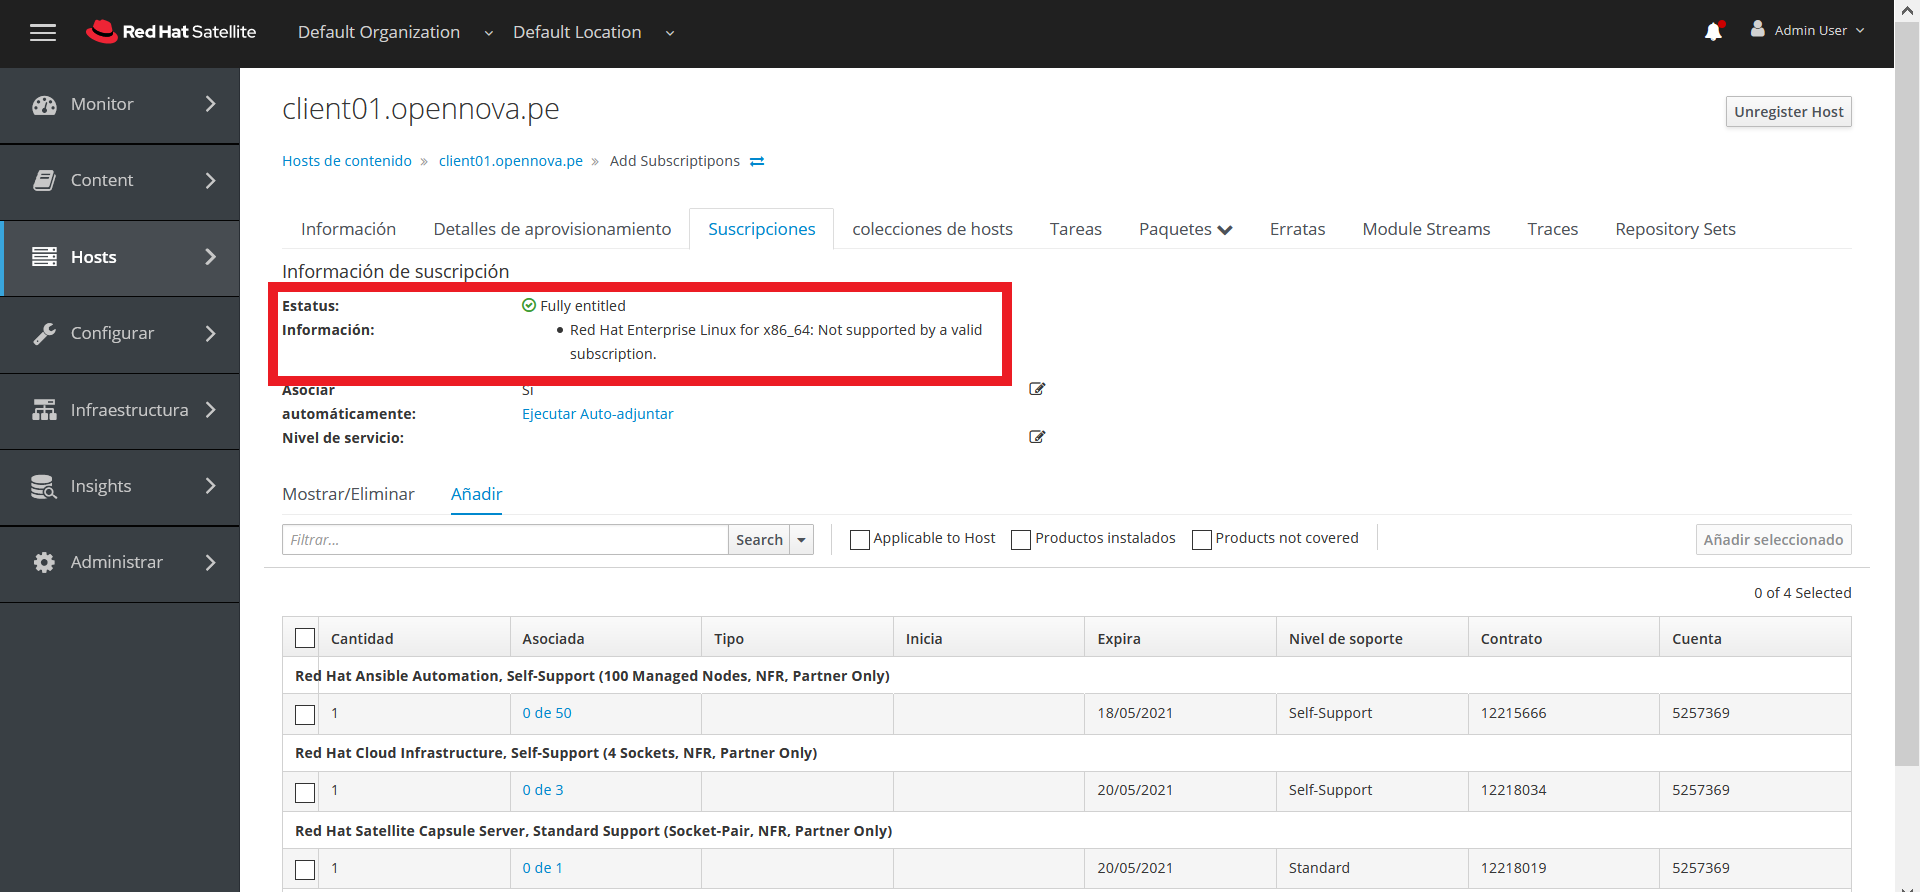 Red Hat Satellite
Default Organization
Default Location
Admin User
Monitor
Content
Hosts
Configurar
Infraestructura
Insights
Administrar
client01.opennova.pe
Unregister Host
Hosts de contenido » client01.opennova.pe » Add Subscriptipons
Información Detalles de aprovisionamiento Suscripciones colecciones de hosts Tareas Paquetes Erratas Module Streams Traces Repository Sets
Información de suscripción
Estatus: Fully entitled
Información: • Red Hat Enterprise Linux for x86_64: Not supported by a valid
subscription.
Asociar Sí
automáticamente: Ejecutar Auto-adjuntar
Nivel de servicio:
Mostrar/Eliminar Añadir
Filtrar... Search Applicable to Host Productos instalados Products not covered Añadir seleccionado
0 of 4 Selected
Cantidad Asociada Tipo Inicia Expira Nivel de soporte Contrato Cuenta
Red Hat Ansible Automation, Self-Support (100 Managed Nodes, NFR, Partner Only)
1 0 de 50 18/05/2021 Self-Support 12215666 5257369
Red Hat Cloud Infrastructure, Self-Support (4 Sockets, NFR, Partner Only)
1 0 de 3 20/05/2021 Self-Support 12218034 5257369
Red Hat Satellite Capsule Server, Standard Support (Socket-Pair, NFR, Partner Only)
1 0 de 1 20/05/2021 Standard 12218019 5257369